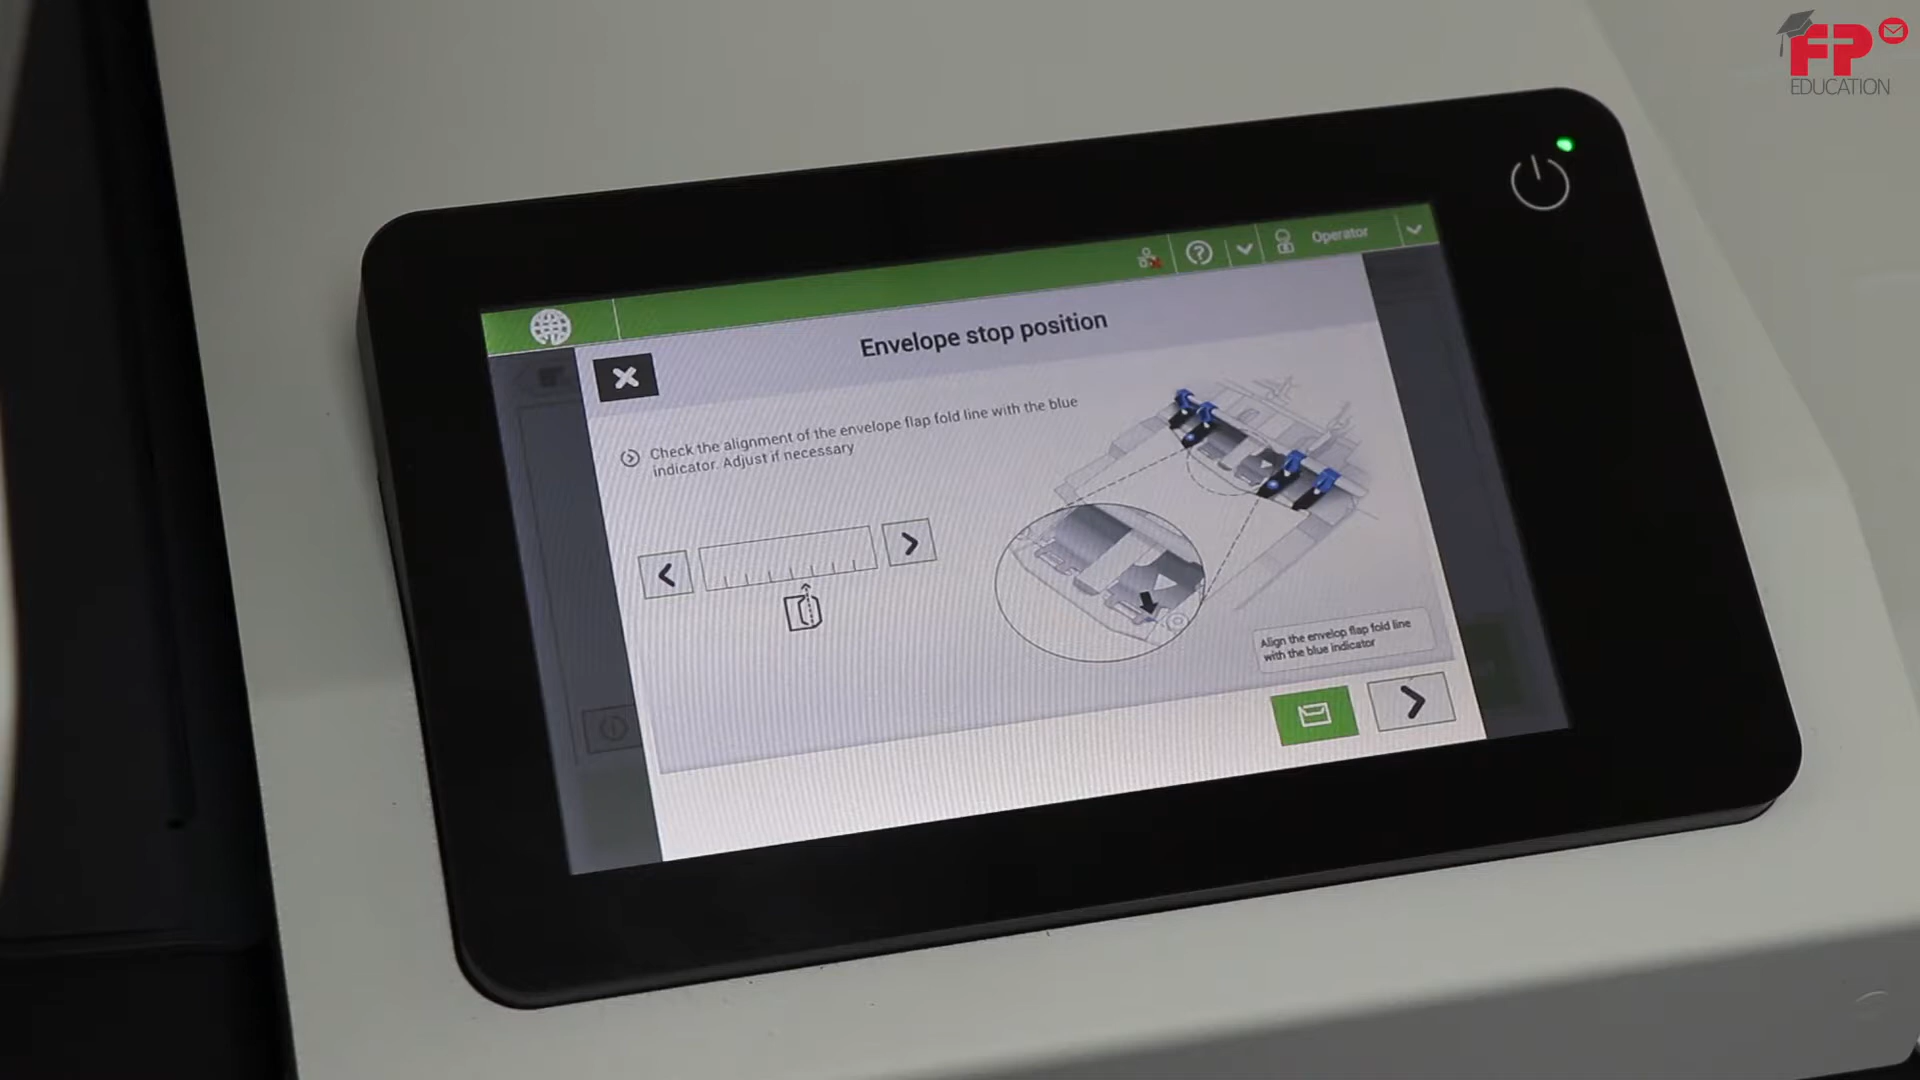 FP
EDUCATION
Operator
Envelope stop position
Check the alignment of the envelope flap fold line with the blue
indicator. Adjust if necessary
Align the envelop flap fold line
with the blue indicator